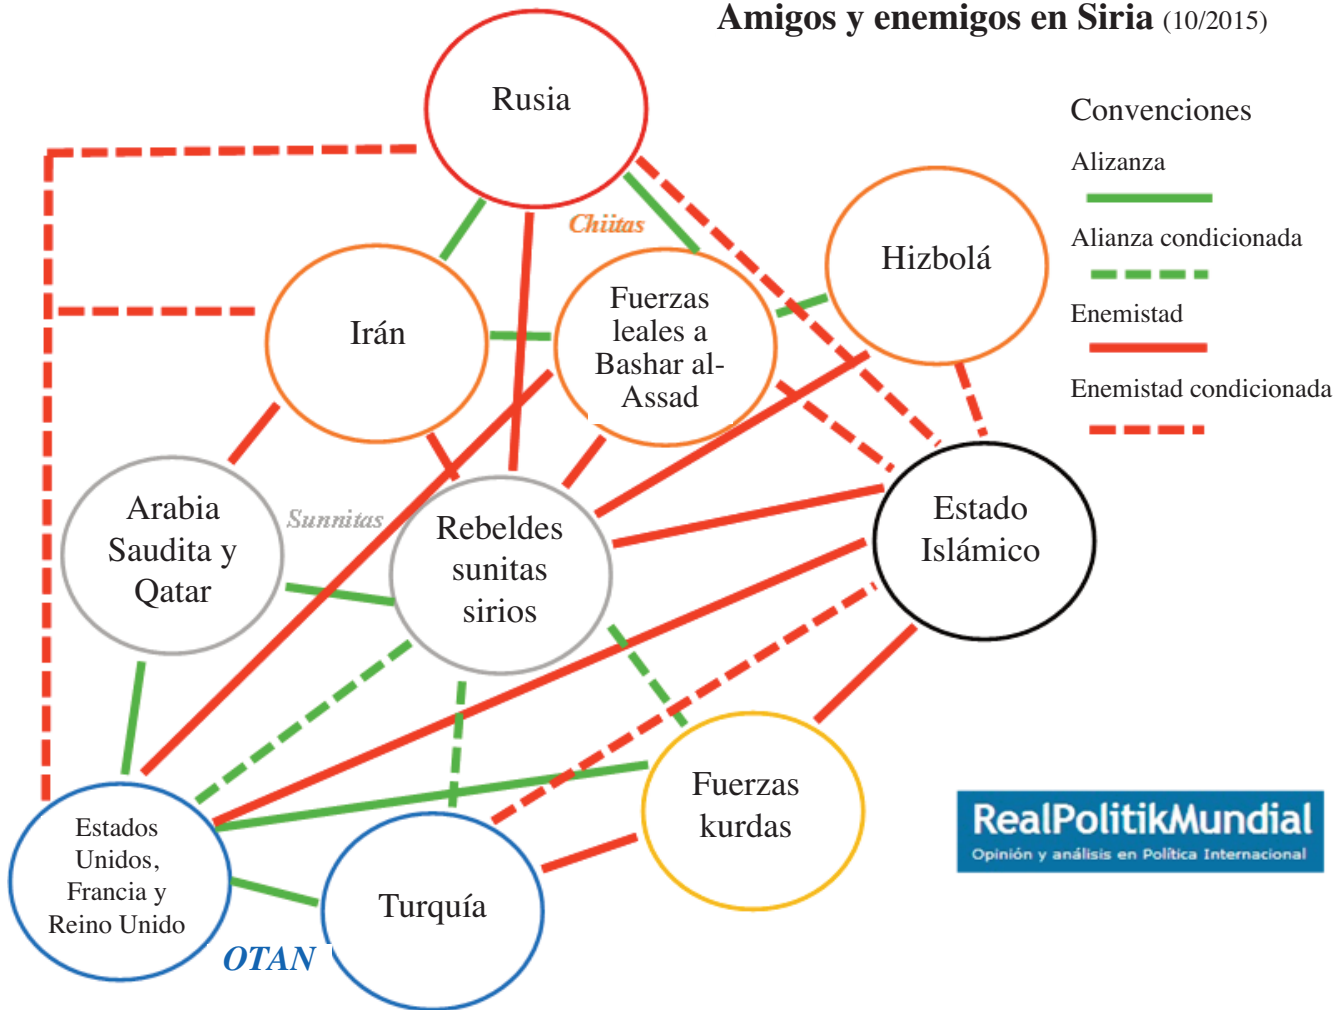 Amigos y enemigos en Siria (10/2015)
Convenciones
Alizanza
Alianza condicionada
Enemistad
Enemistad condicionada
Rusia
Chiitas
Hizbolá
Irán
Fuerzas
leales a
Bashar al-
Assad
Arabia
Saudita y
Qatar
Sunnitas
Rebeldes
sunitas
sirios
Estado
Islámico
Estados
Unidos,
Francia y
Reino Unido
OTAN
Turquía
Fuerzas
kurdas
RealPolitikMundial
Opinión y análisis en Política Internacional